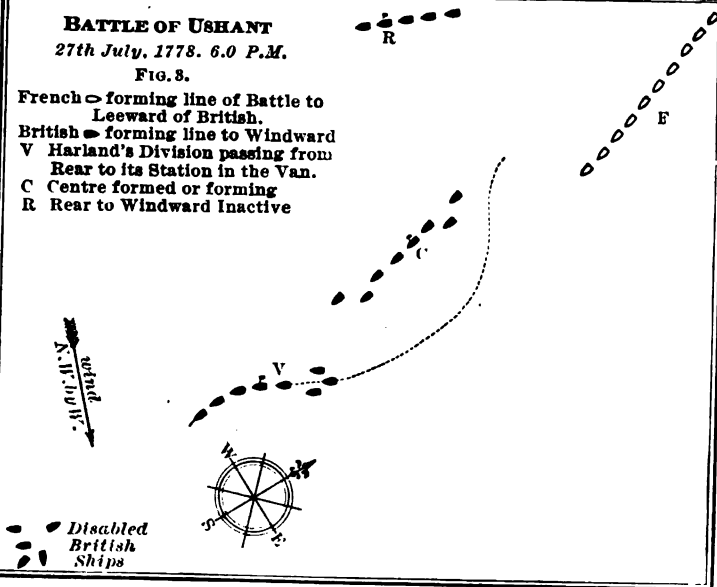 BATTLE OF USHANT
27th July, 1778. 6.0 P.M.
FIG. 8.
French forming line of Battle to
Leeward of British.
British forming line to Windward
V Harland's Division passing from
Rear to its Station in the Van.
C Centre formed or forming
R Rear to Windward Inactive
R
F
C
V
wind
N.W. by W.
W
S
E
Disabled
British
Ships